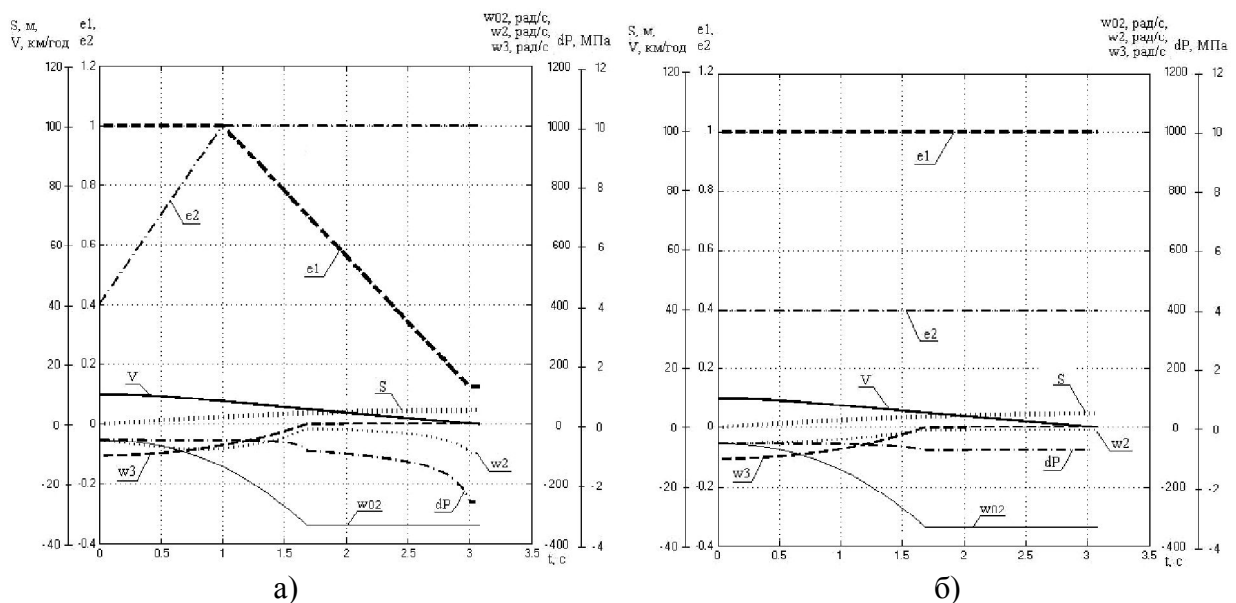 S, м,
V, км/год
e1,
e2
w02, рад/с,
w2, рад/с,
w3, рад/с
dP, МПа
120
1.2
1200
12
100
1
1000
10
80
0.8
800
8
60
0.6
600
6
40
0.4
400
4
20
0.2
200
2
0
0
0
0
-20
-0.2
-200
-2
-40
-0.4
-400
-4
0
0.5
1
1.5
2
2.5
3
3.5
t, c
e2
e1
V
S
w3
w2
w02
dP
а)
S, м,
V, км/год
e1,
e2
w02, рад/с,
w2, рад/с,
w3, рад/с
dP, МПа
120
1.2
1200
12
100
1
1000
10
80
0.8
800
8
60
0.6
600
6
40
0.4
400
4
20
0.2
200
2
0
0
0
0
-20
-0.2
-200
-2
-40
-0.4
-400
-4
0
0.5
1
1.5
2
2.5
3
3.5
t, c
e1
e2
V
S
w3
w2
dP
w02
б)